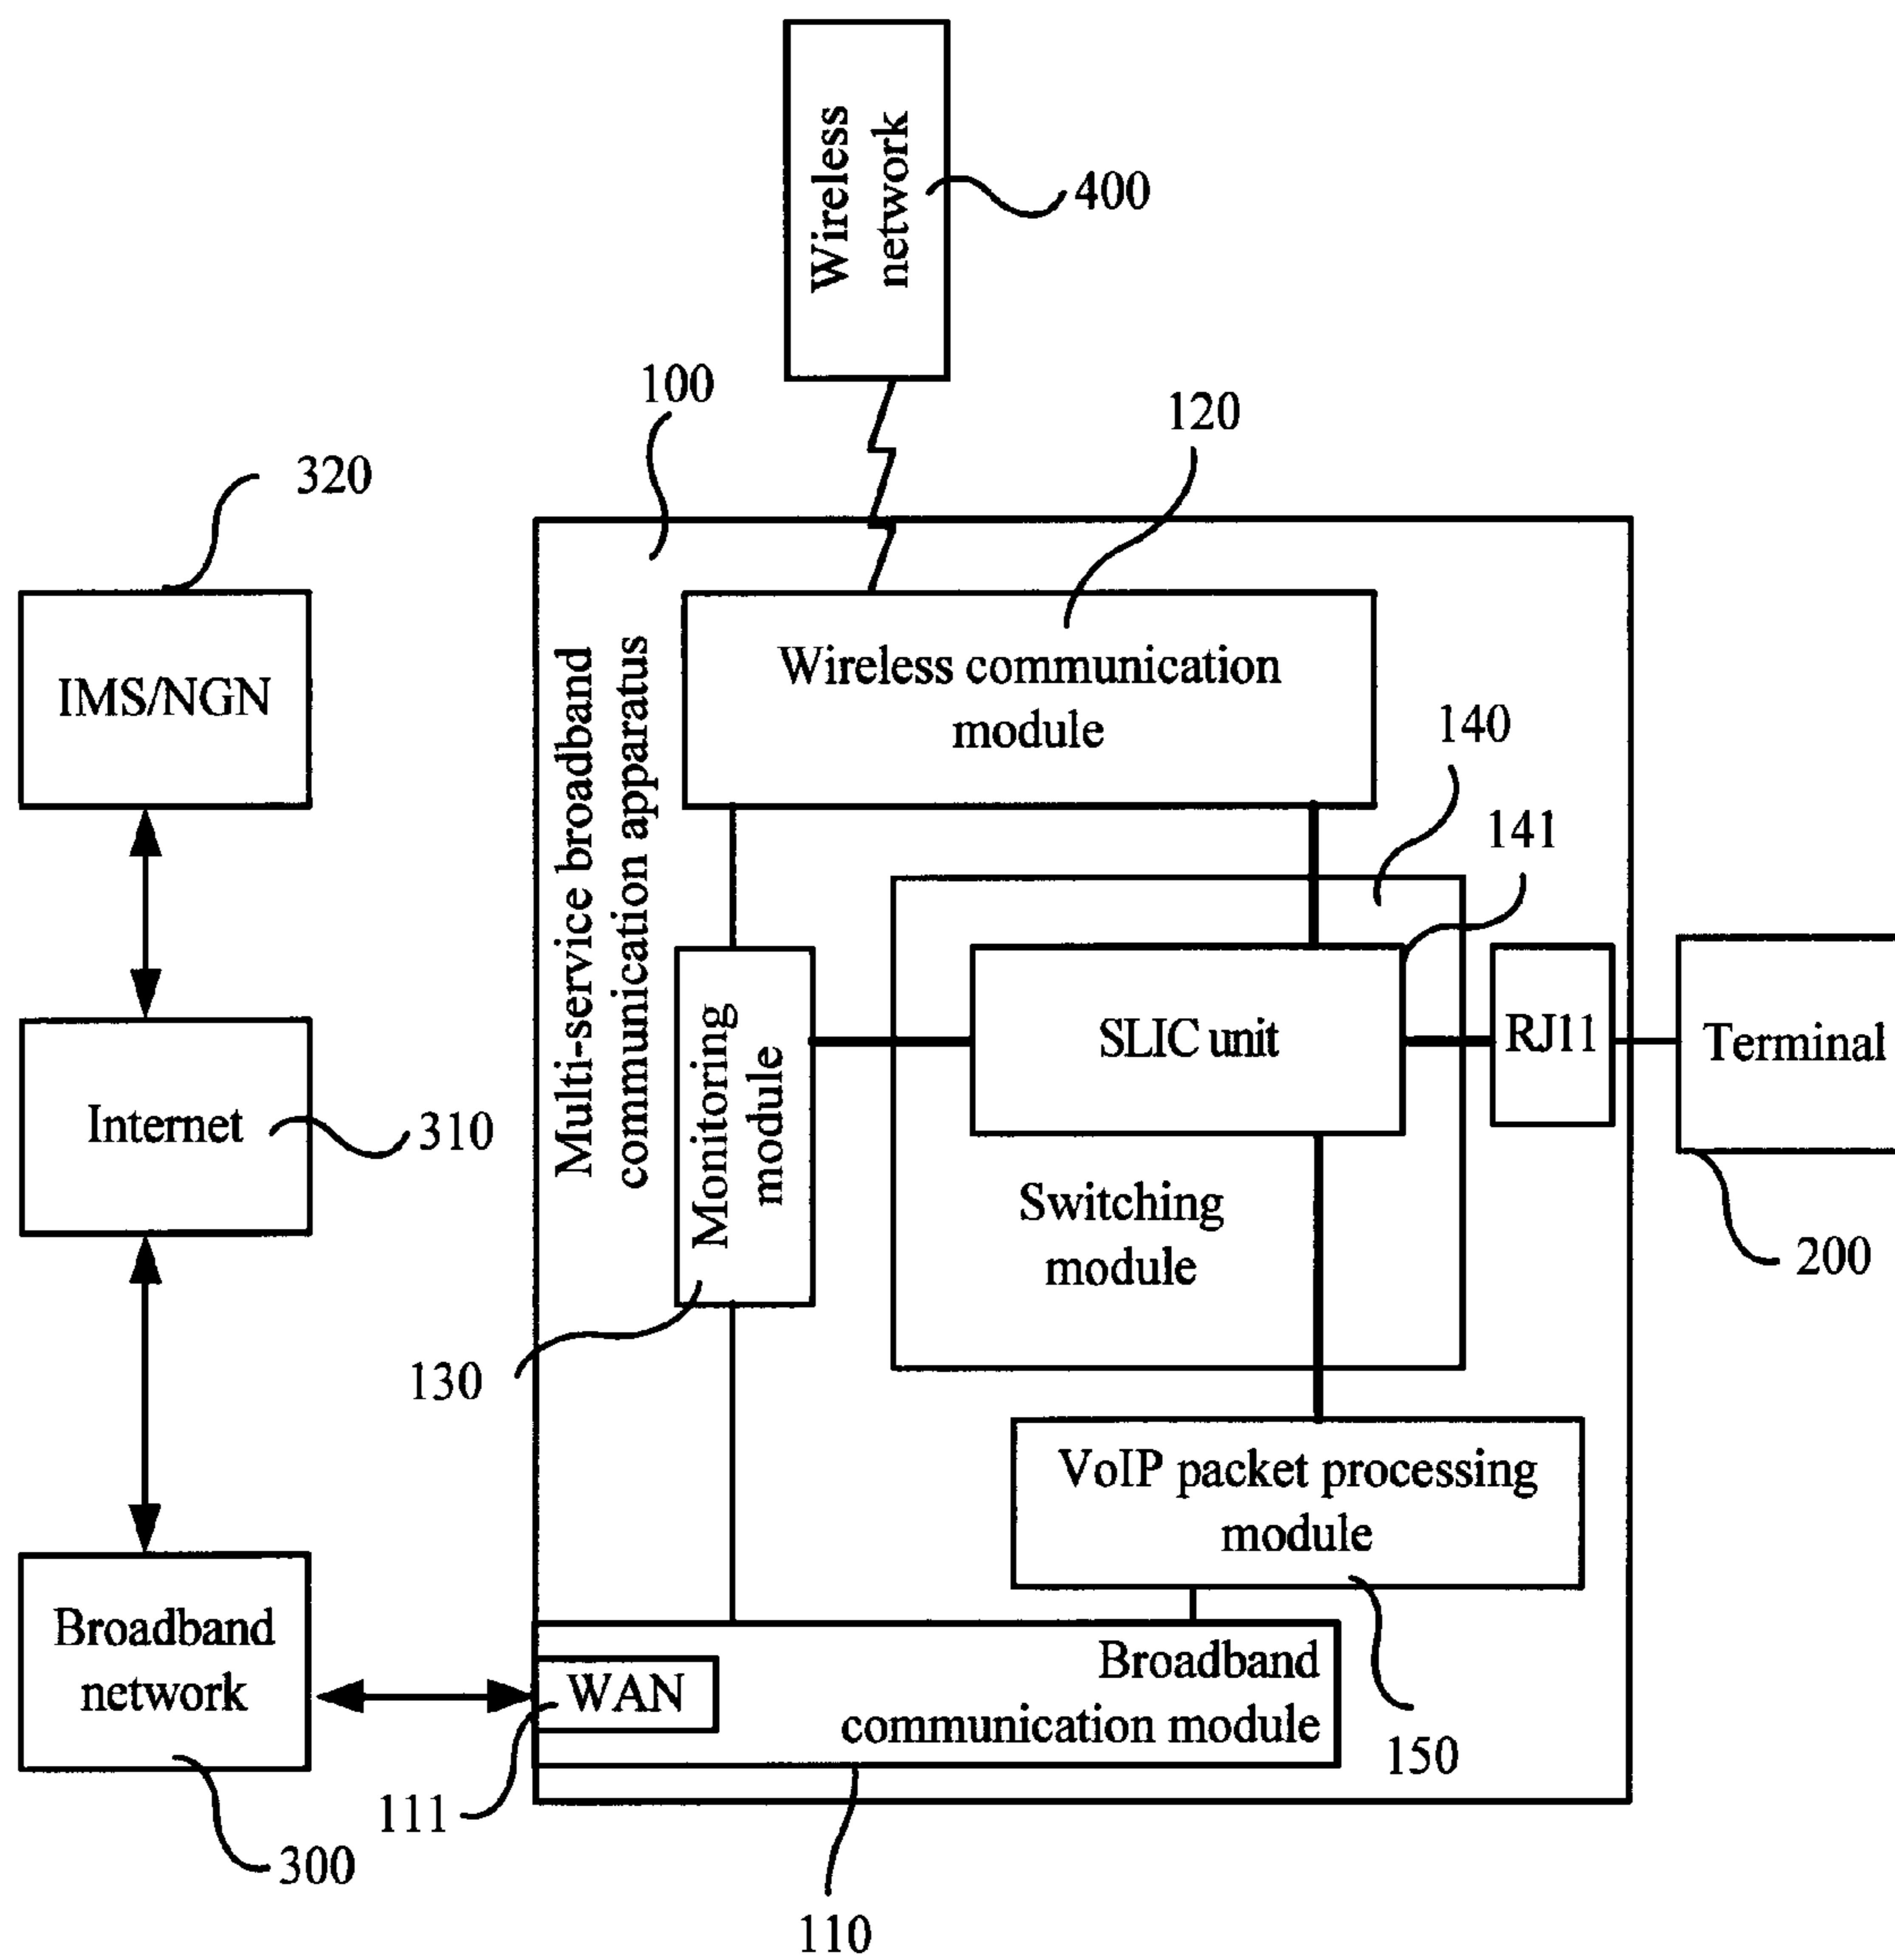 Wireless
network
400
100
120
320
Multi-service broadband
communication apparatus
Wireless communication
module
IMS/NGN
140
141
Monitoring
module
SLIC unit
RJ11
Terminal
Internet
310
Switching
module
200
130
VoIP packet processing
module
Broadband
network
WAN
Broadband
communication module
150
111
300
110